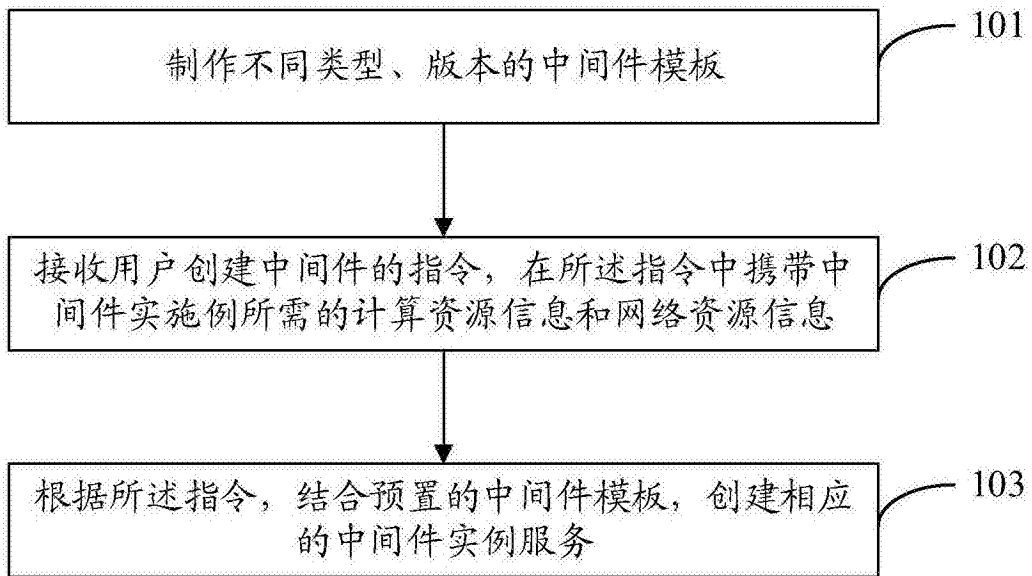 制作不同类型、版本的中间件模板
101
接收用户创建中间件的指令，在所述指令中携带中
间件实施例所需的计算资源信息和网络资源信息
102
根据所述指令，结合预置的中间件模板，创建相应
的中间件实例服务
103